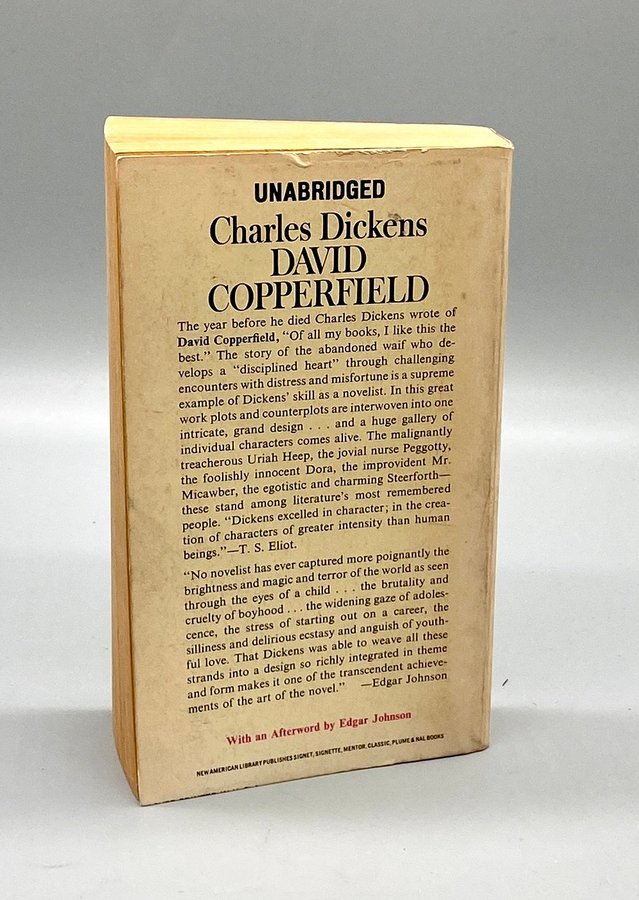 UNABRIDGED
Charles Dickens
DAVID
COPPERFIELD
The year before he died Charles Dickens wrote of
David Copperfield, “Of all my books, I like this the
best.” The story of the abandoned waif who de-
velops a “disciplined heart” through challenging
encounters with distress and misfortune is a supreme
example of Dickens’ skill as a novelist. In this great
work plots and counterplots are interwoven into one
intricate, grand design . . . and a huge gallery of
individual characters comes alive. The malignantly
treacherous Uriah Heep, the jovial nurse Peggotty,
the foolishly innocent Dora, the improvident Mr.
Micawber, the egotistic and charming Steerforth—
these stand among literature’s most remembered
people. “Dickens excelled in character; in the crea-
tion of characters of greater intensity than human
beings.”—T. S. Eliot.
“No novelist has ever captured more poignantly the
brightness and magic and terror of the world as seen
through the eyes of a child . . . the brutality and
cruelty of boyhood . . . the widening gaze of adoles-
cence, the stress of starting out on a career, the
silliness and delirious ecstasy and anguish of youth-
ful love. That Dickens was able to weave all these
strands into a design so richly integrated in theme
and form makes it one of the transcendent achieve-
ments of the art of the novel.” —Edgar Johnson
With an Afterword by Edgar Johnson
NEW AMERICAN LIBRARY PUBLISHES SIGNET, SIGNETTE, MENTOR, CLASSIC, PLUME & NAL BOOKS